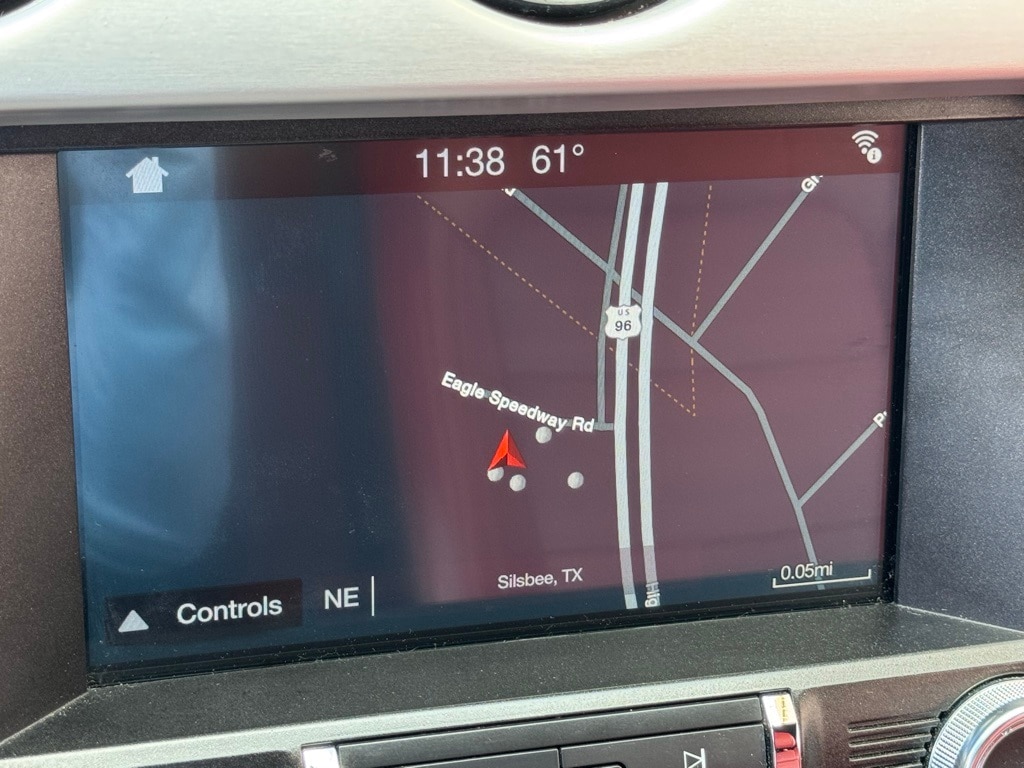 11:38 61°
US
96
Eagle Speedway Rd
Silsbee, TX
0.05mi
Controls
NE